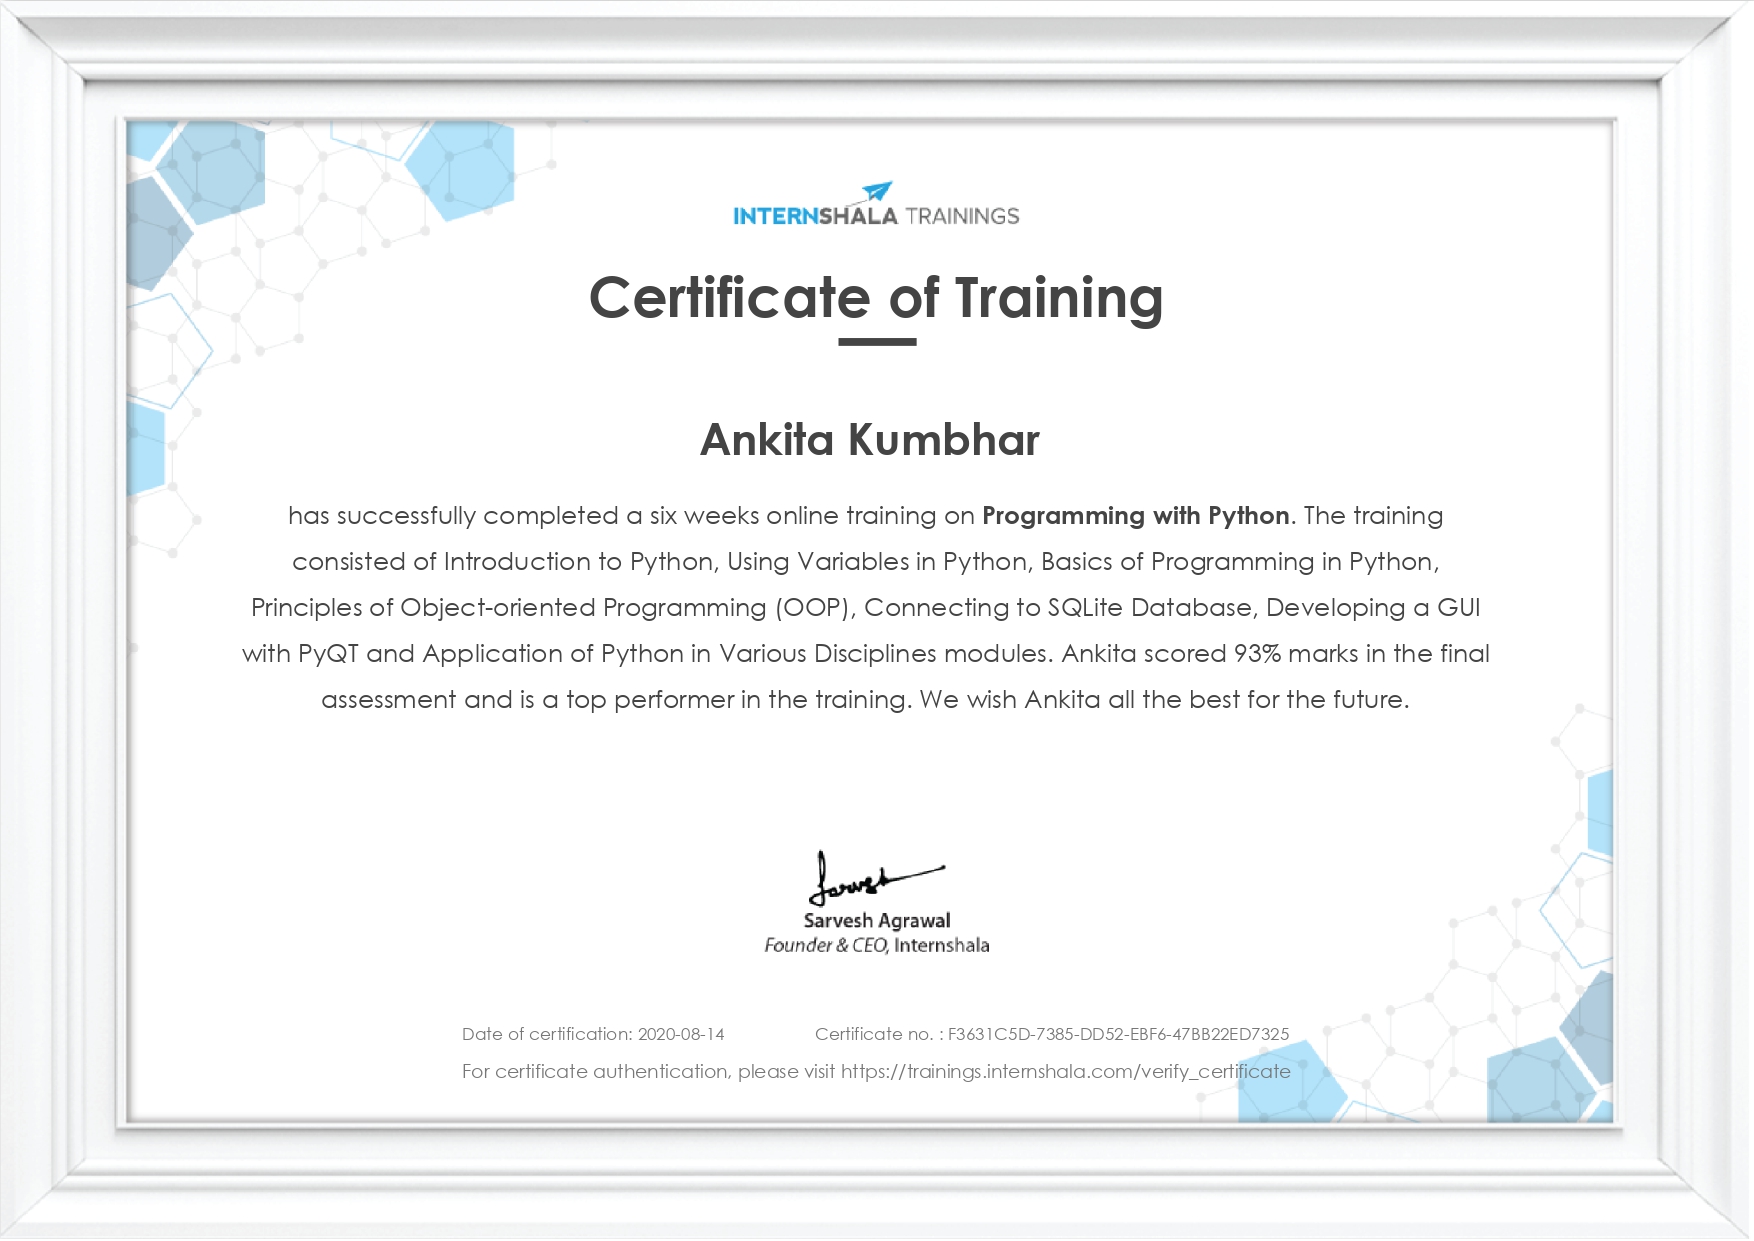 INTERNSHALA TRAININGS
Certificate of Training
Ankita Kumbhar
has successfully completed a six weeks online training on Programming with Python. The training
consisted of Introduction to Python, Using Variables in Python, Basics of Programming in Python,
Principles of Object-oriented Programming (OOP), Connecting to SQLite Database, Developing a GUI
with PyQT and Application of Python in Various Disciplines modules. Ankita scored 93% marks in the final
assessment and is a top performer in the training. We wish Ankita all the best for the future.
Sarvesh
Sarvesh Agrawal
Founder & CEO, Internshala
Date of certification: 2020-08-14 Certificate no. : F3631C5D-7385-DD52-EBF6-47BB22ED7325
For certificate authentication, please visit https://trainings.internshala.com/verify_certificate